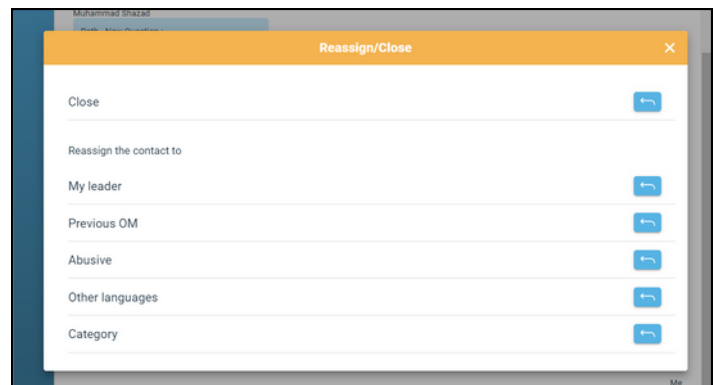 Muhammad Shazad
Reassign/Close
Close
Reassign the contact to
My leader
Previous OM
Abusive
Other languages
Category
Me